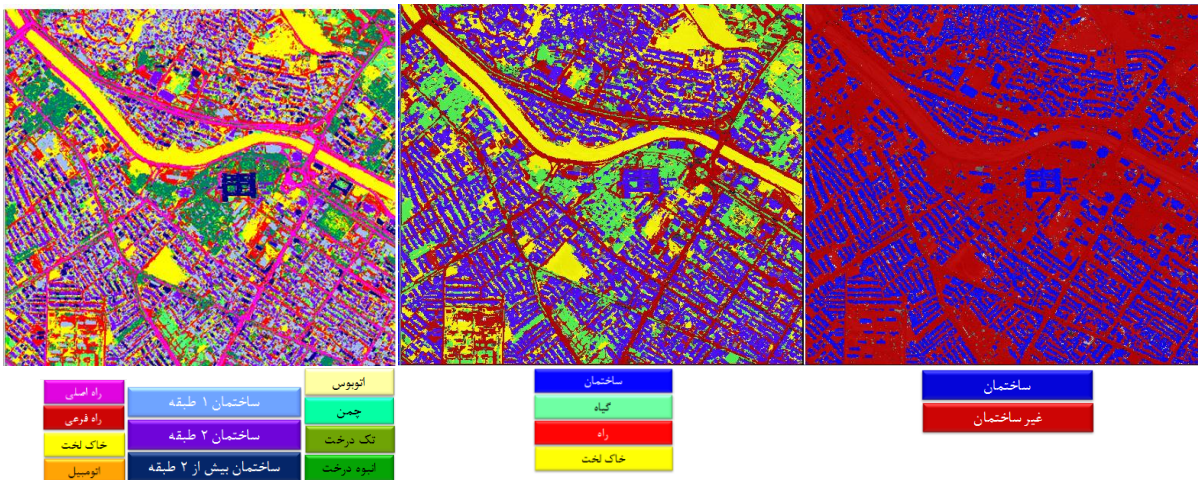 راه اصلی
راه فرعی
خاک لخت
اتومبیل
ساختمان ۱ طبقه
ساختمان ۲ طبقه
ساختمان بیش از ۲ طبقه
اتوبوس
چمن
تک درخت
انبوه درخت
ساختمان
گیاه
راه
خاک لخت
ساختمان
غیر ساختمان